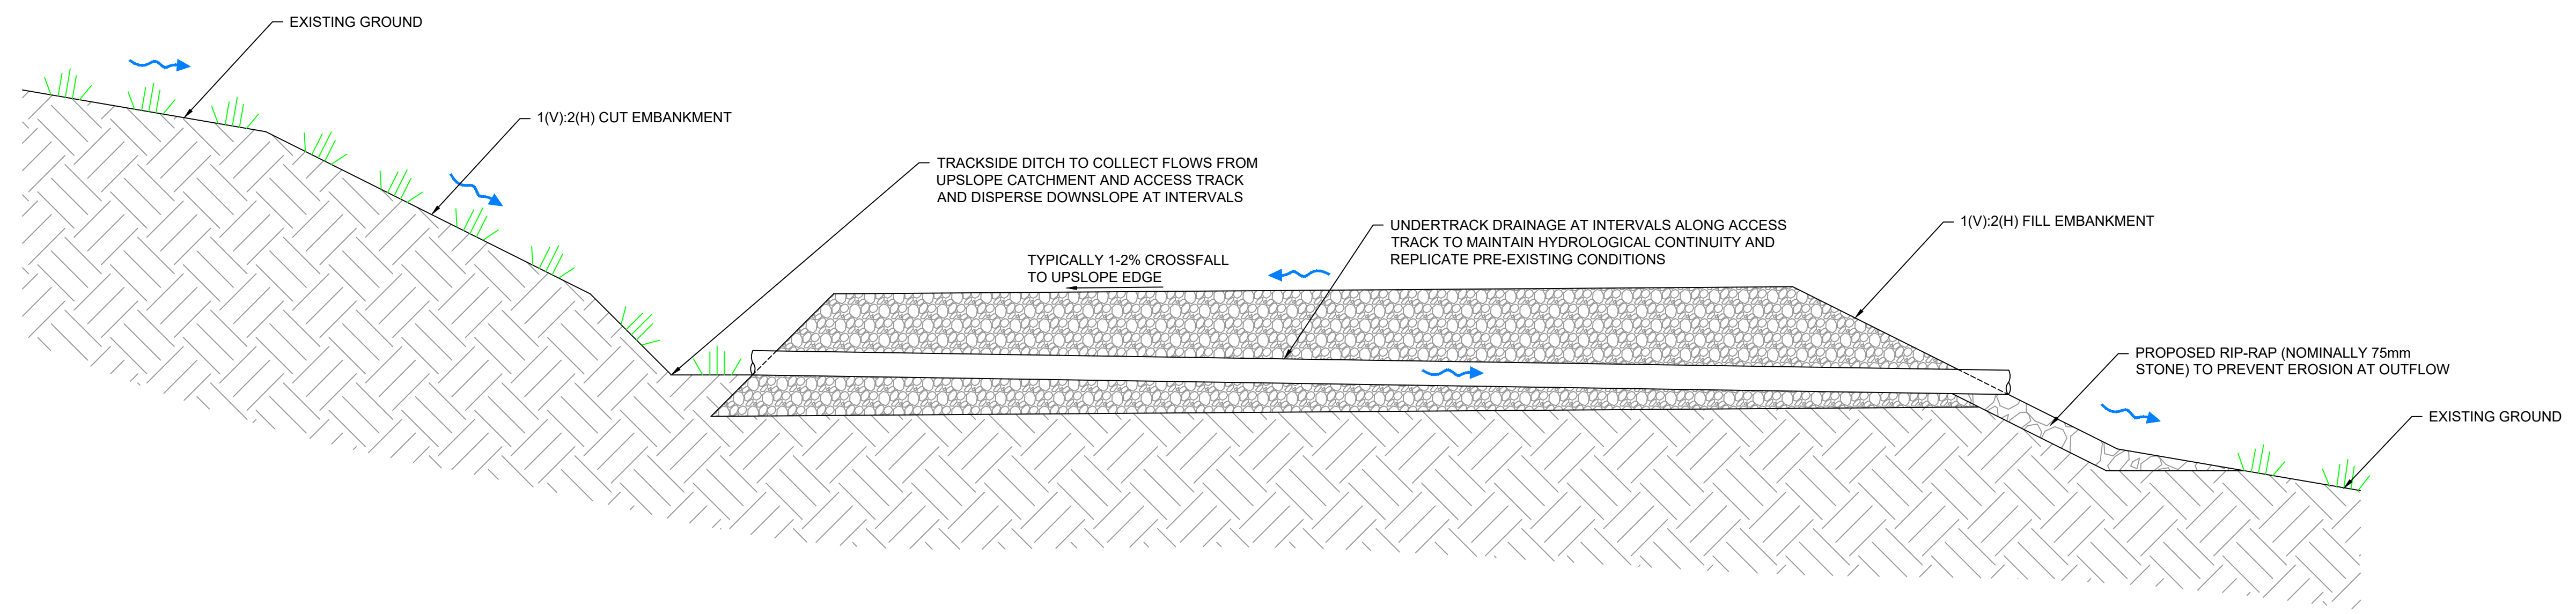 EXISTING GROUND
1(V):2(H) CUT EMBANKMENT
TRACKSIDE DITCH TO COLLECT FLOWS FROM
UPSLOPE CATCHMENT AND ACCESS TRACK
AND DISPERSE DOWNSLOPE AT INTERVALS
TYPICALLY 1-2% CROSSFALL
TO UPSLOPE EDGE
UNDERTRACK DRAINAGE AT INTERVALS ALONG ACCESS
TRACK TO MAINTAIN HYDROLOGICAL CONTINUITY AND
REPLICATE PRE-EXISTING CONDITIONS
1(V):2(H) FILL EMBANKMENT
PROPOSED RIP-RAP (NOMINALLY 75mm
STONE) TO PREVENT EROSION AT OUTFLOW
EXISTING GROUND